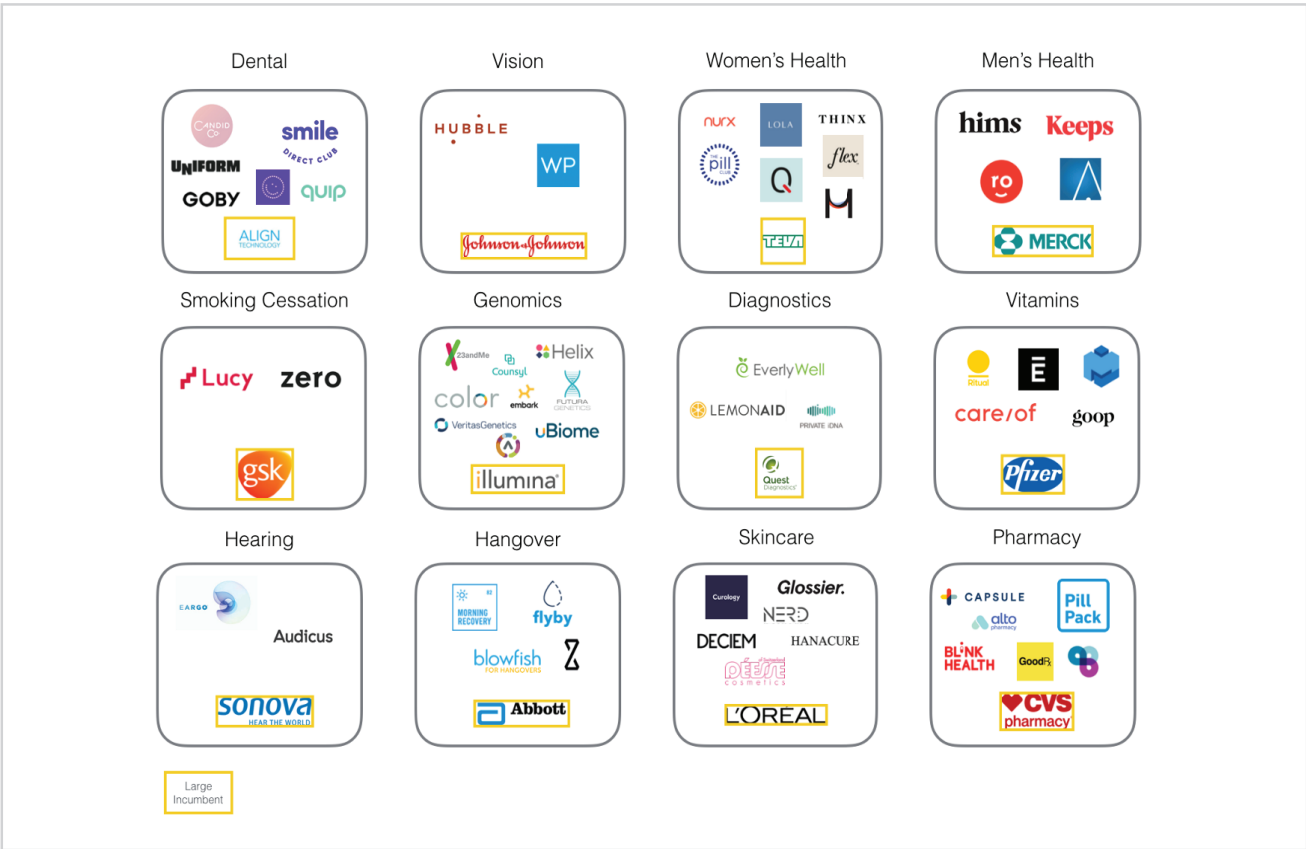 Dental
Vision
Women's Health
Men's Health
CANDID
CO
smile
DIRECT CLUB
UNIFORM
GOBY
quip
ALIGN
TECHNOLOGY
HUBBLE
WP
Johnson & Johnson
nurx
LOLA
THINX
THE
pill
CLUB
Q
flex
TEVA
hims
Keeps
ro
MERCK
Smoking Cessation
Genomics
Diagnostics
Vitamins
Lucy
zero
gsk
23andMe
Helix
Counsyl
color
embark
FUTURA
GENETICS
VeritasGenetics
uBiome
illumina
EverlyWell
LEMONAID
PRIVATE iDNA
Quest
Diagnostics
Ritual
care/of
goop
Pfizer
Hearing
Hangover
Skincare
Pharmacy
EARGO
Audicus
sonova
HEAR THE WORLD
MORNING
RECOVERY
flyby
blowfish
FOR HANGOVERS
Abbott
Curology
Glossier.
NERD
DECIEM
HANACURE
DÉESSE
cosmetics
L'ORÉAL
CAPSULE
alto
pharmacy
Pill
Pack
BLINK
HEALTH
GoodRx
CVS
pharmacy
Large
Incumbent